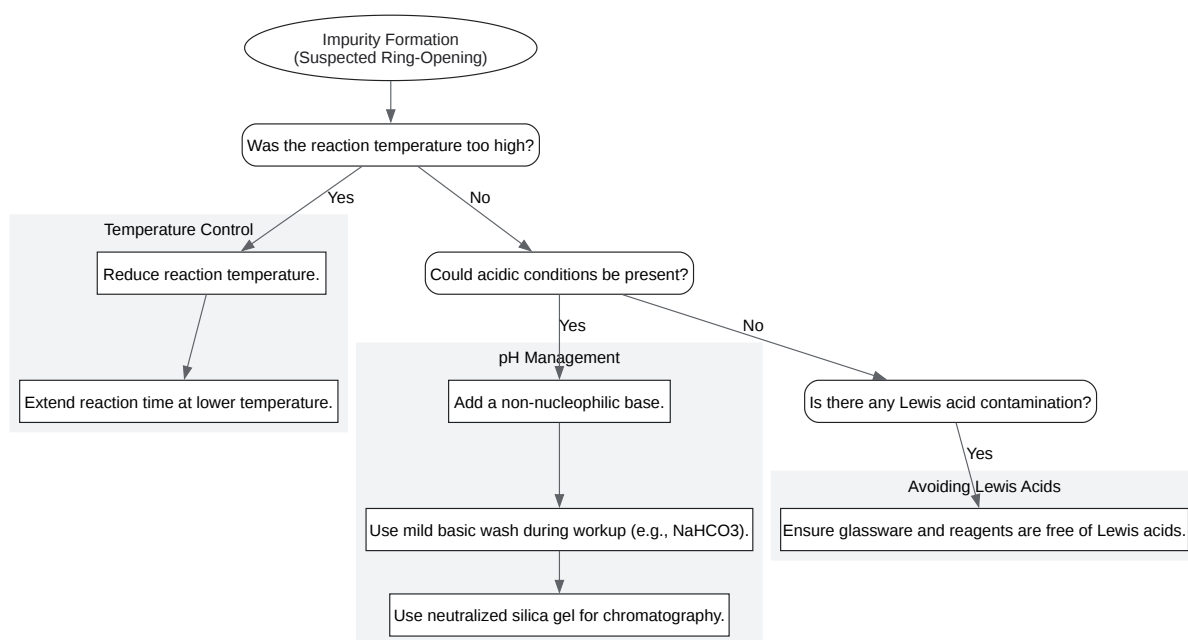 Impurity Formation
(Suspected Ring-Opening)
Was the reaction temperature too high?
Yes
No
Temperature Control
Reduce reaction temperature.
Could acidic conditions be present?
Yes
No
pH Management
Extend reaction time at lower temperature.
Add a non-nucleophilic base.
Is there any Lewis acid contamination?
Yes
Avoiding Lewis Acids
Use mild basic wash during workup (e.g., NaHCO3).
Ensure glassware and reagents are free of Lewis acids.
Use neutralized silica gel for chromatography.